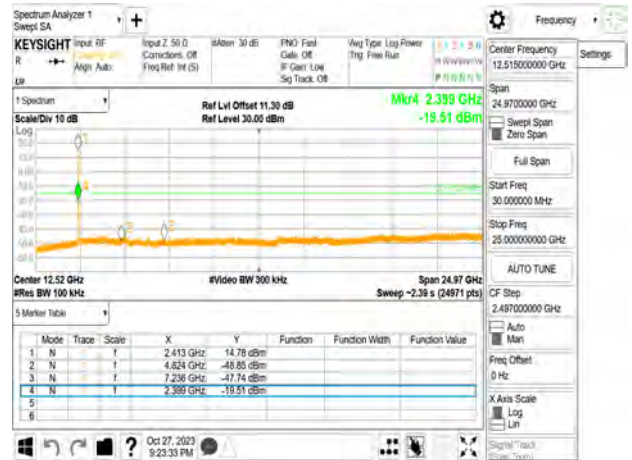 Spectrum Analyzer 1
Swept SA
+
Frequency
KEYSIGHT Input: RF Input Z: 50 Ω #Atten: 30 dB PNO: Fast Avg Type: Log-Power
R Align: Auto Corrections: Off Gate: Off Trig: Free Run
Freq Ref: Int (S) IF Gain: Low
Sig Track: Off
Center Frequency
12.515000000 GHz
Settings
Span
24.9700000 GHz
Swept Span
Zero Span
Full Span
Start Freq
30.000000 MHz
Stop Freq
25.000000000 GHz
AUTO TUNE
CF Step
2.497000000 GHz
Auto
Man
Freq Offset
0 Hz
X Axis Scale
Log
Lin
Signal Track
1 Spectrum
Scale/Div 10 dB
Ref Lvl Offset 11.30 dB
Ref Level 30.00 dBm
Mkr4 2.399 GHz
-19.51 dBm
Log
Center 12.52 GHz #Video BW 300 kHz Span 24.97 GHz
#Res BW 100 kHz Sweep ~2.39 s (24971 pts)
5 Marker Table
Mode Trace Scale X Y Function Function Width Function Value
1 N f 2.413 GHz 14.78 dBm
2 N f 4.824 GHz -48.85 dBm
3 N f 7.236 GHz -47.74 dBm
4 N f 2.399 GHz -19.51 dBm
5
6
? Oct 27, 2023
9:23:33 PM